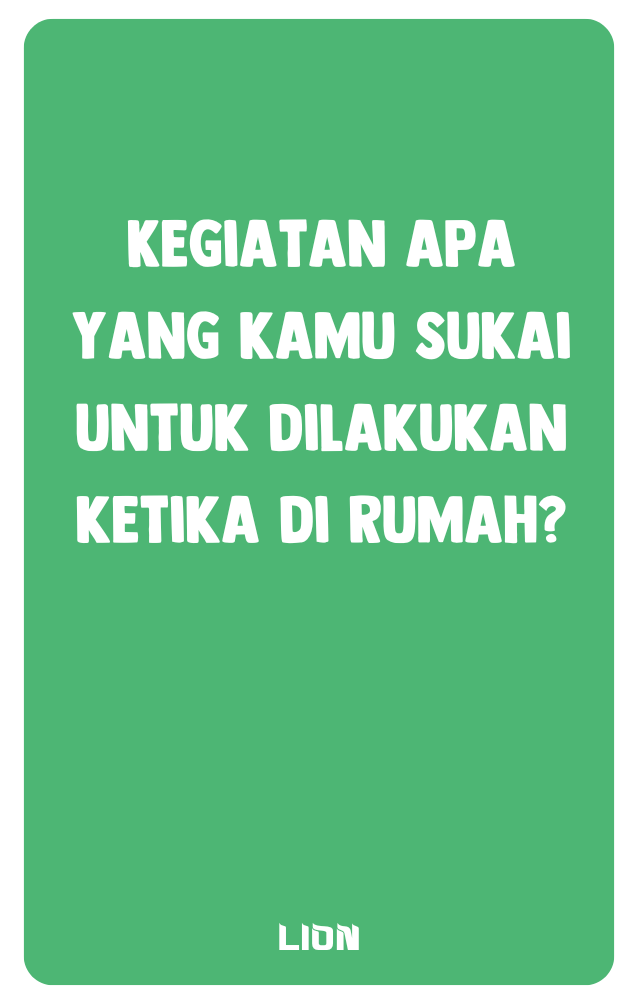 KEGIATAN APA
YANG KAMU SUKAI
UNTUK DILAKUKAN
KETIKA DI RUMAH?
LION